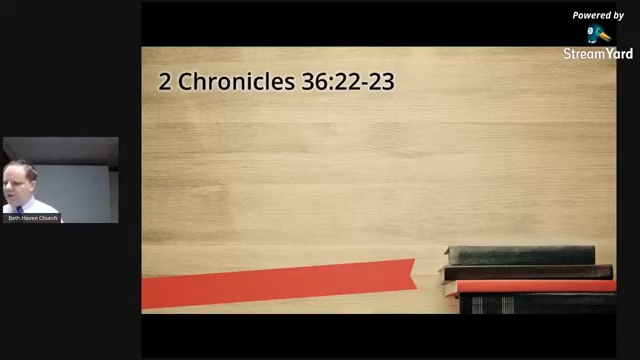 Powered by
StreamYard
2 Chronicles 36:22-23
Beth Haven Church